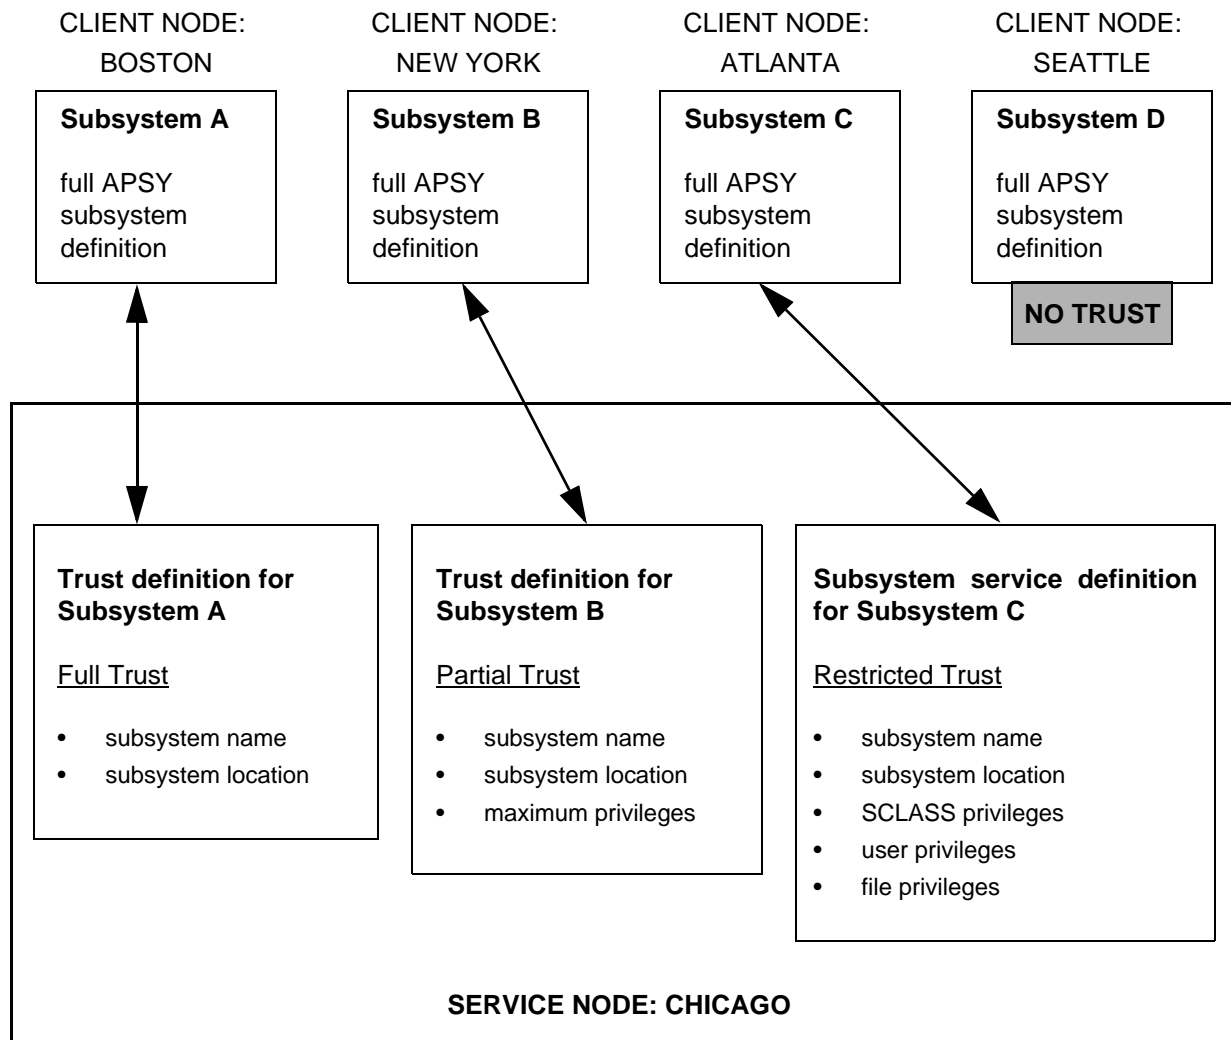 CLIENT NODE:
BOSTON
CLIENT NODE:
NEW YORK
CLIENT NODE:
ATLANTA
CLIENT NODE:
SEATTLE
Subsystem A
full APSY
subsystem
definition
Subsystem B
full APSY
subsystem
definition
Subsystem C
full APSY
subsystem
definition
Subsystem D
full APSY
subsystem
definition
NO TRUST
Trust definition for
Subsystem A
Full Trust
• subsystem name
• subsystem location
Trust definition for
Subsystem B
Partial Trust
• subsystem name
• subsystem location
• maximum privileges
Subsystem service definition
for Subsystem C
Restricted Trust
• subsystem name
• subsystem location
• SCLASS privileges
• user privileges
• file privileges
SERVICE NODE: CHICAGO